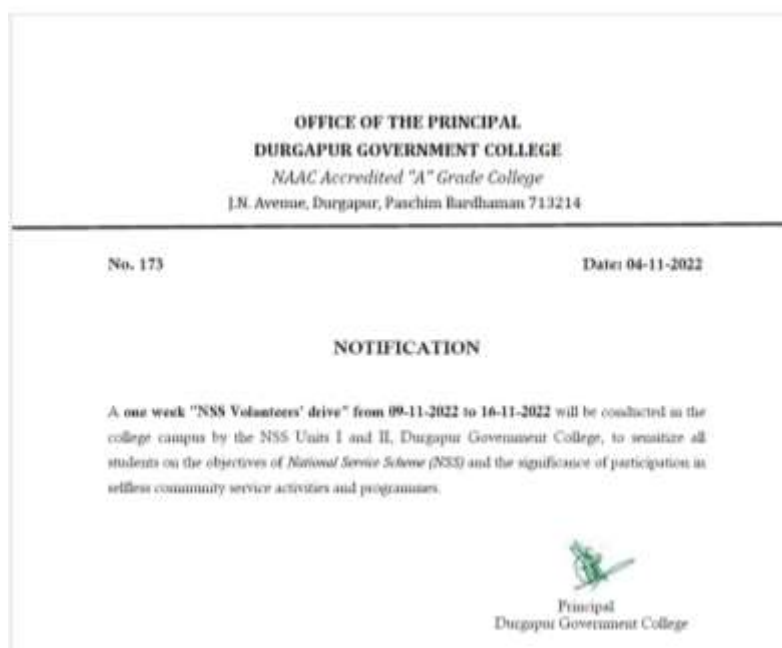 OFFICE OF THE PRINCIPAL
DURGAPUR GOVERNMENT COLLEGE
NAAC Accredited "A" Grade College
J.N. Avenue, Durgapur, Paschim Bardhaman 713214
No. 173
Date: 04-11-2022
NOTIFICATION
A one week "NSS Volunteers' drive" from 09-11-2022 to 16-11-2022 will be conducted in the
college campus by the NSS Units I and II, Durgapur Government College, to sensitize all
students on the objectives of National Service Scheme (NSS) and the significance of participation in
selfless community service activities and programmes.
Principal
Durgapur Government College